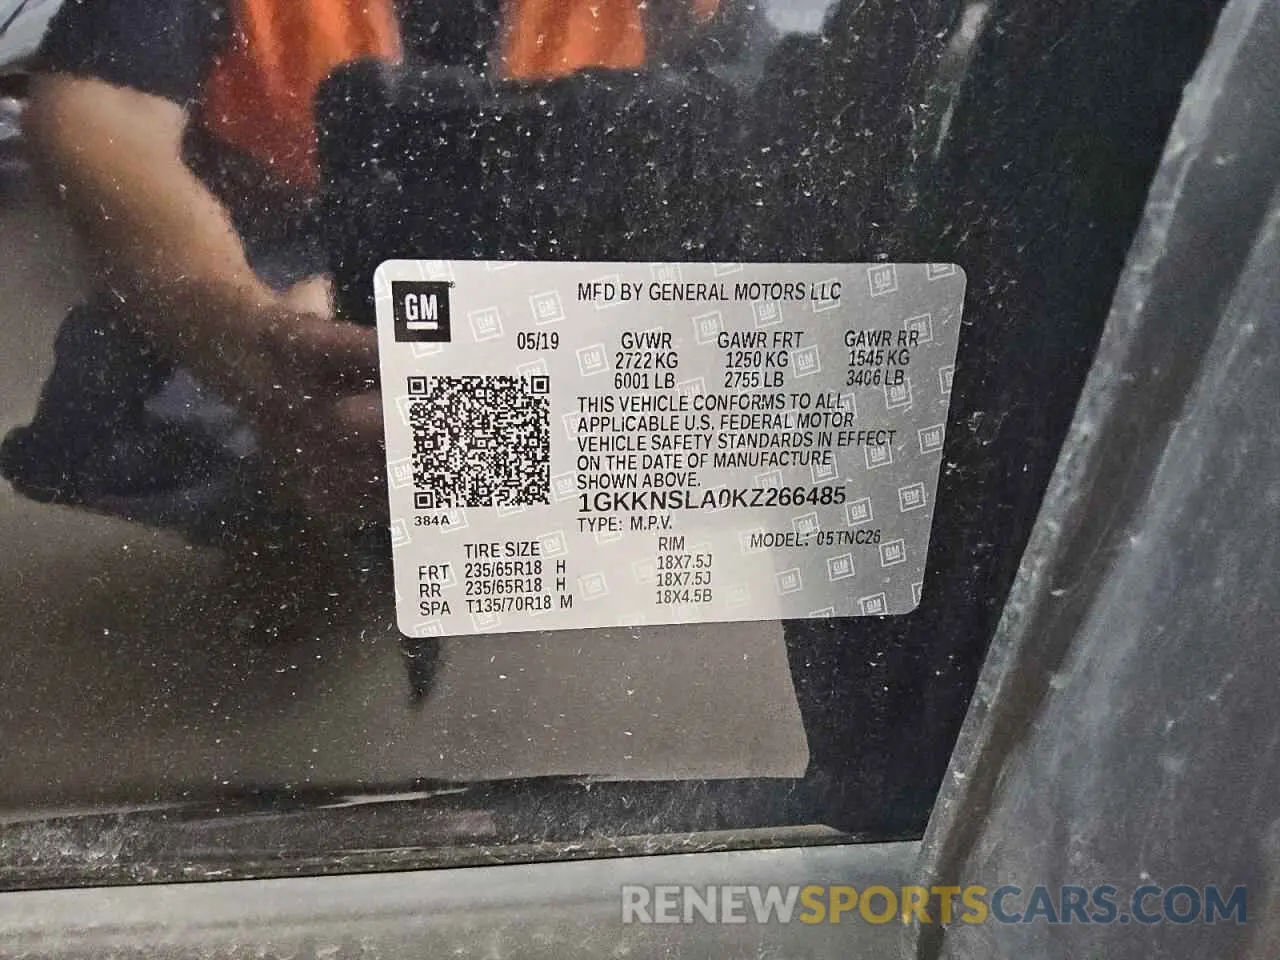 GM
MFD BY GENERAL MOTORS LLC
05/19 GVWR GAWR FRT GAWR RR
2722 KG 1250 KG 1545 KG
6001 LB 2755 LB 3406 LB
THIS VEHICLE CONFORMS TO ALL
APPLICABLE U.S. FEDERAL MOTOR
VEHICLE SAFETY STANDARDS IN EFFECT
ON THE DATE OF MANUFACTURE
SHOWN ABOVE.
1GKKNSLA0KZ266485
384A
TYPE: M.P.V. MODEL: 05TNC26
TIRE SIZE RIM
FRT 235/65R18 H 18X7.5J
RR 235/65R18 H 18X7.5J
SPA T135/70R18 M 18X4.5B
RENEWSPORTSCARS.COM